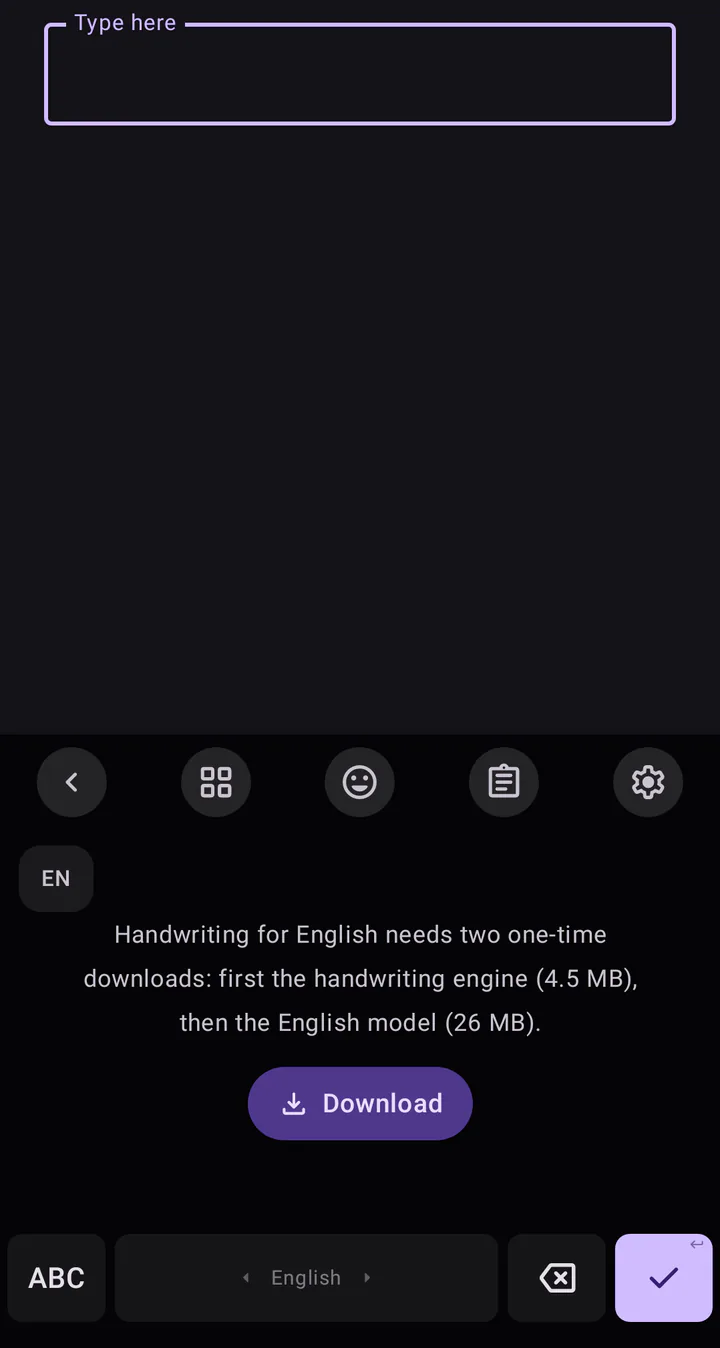 Type here
EN
Handwriting for English needs two one-time
downloads: first the handwriting engine (4.5 MB),
then the English model (26 MB).
Download
ABC
English